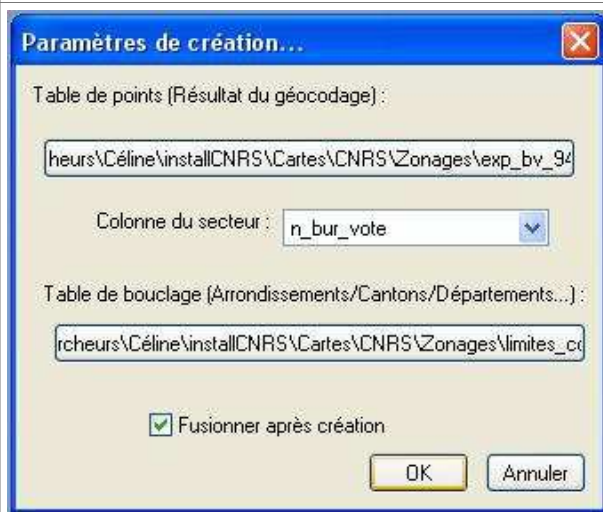 Paramètres de création...
Table de points (Résultat du géocodage) :
heurs\Céline\installCNRS\Cartes\CNRS\Zonages\exp_bv_94
Colonne du secteur : n_bur_vote
Table de bouclage (Arrondissements/Cantons/Départements...) :
rcheurs\Céline\installCNRS\Cartes\CNRS\Zonages\limites_co
Fusionner après création
OK Annuler